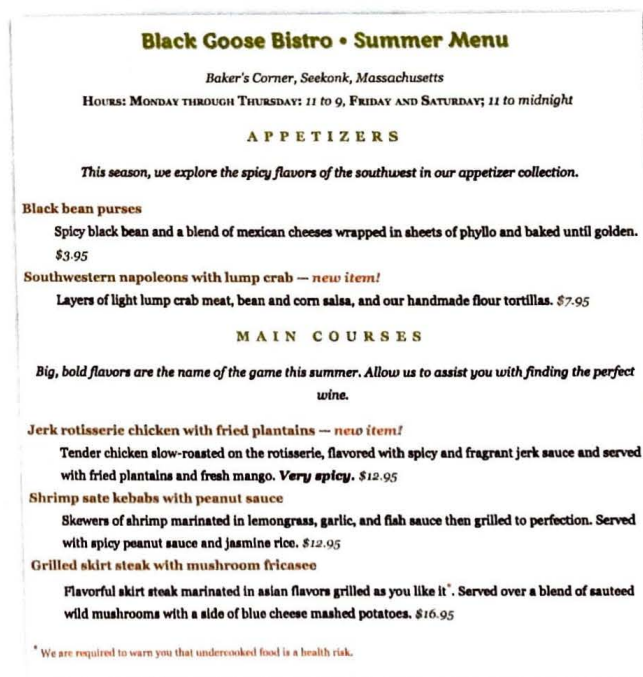 Black Goose Bistro • Summer Menu
Baker's Corner, Seekonk, Massachusetts
Hours: Monday through Thursday: 11 to 9, Friday and Saturday; 11 to midnight
APPETIZERS
This season, we explore the spicy flavors of the southwest in our appetizer collection.
Black bean purses
Spicy black bean and a blend of mexican cheeses wrapped in sheets of phyllo and baked until golden.
$3.95
Southwestern napoleons with lump crab — new item!
Layers of light lump crab meat, bean and corn salsa, and our handmade flour tortillas. $7.95
MAIN COURSES
Big, bold flavors are the name of the game this summer. Allow us to assist you with finding the perfect
wine.
Jerk rotisserie chicken with fried plantains — new item!
Tender chicken slow-roasted on the rotisserie, flavored with spicy and fragrant jerk sauce and served
with fried plantains and fresh mango. Very spicy. $12.95
Shrimp sate kebabs with peanut sauce
Skewers of shrimp marinated in lemongrass, garlic, and fish sauce then grilled to perfection. Served
with spicy peanut sauce and jasmine rice. $12.95
Grilled skirt steak with mushroom fricasee
Flavorful skirt steak marinated in asian flavors grilled as you like it*. Served over a blend of sauteed
wild mushrooms with a side of blue cheese mashed potatoes. $16.95
* We are required to warn you that undercooked food is a health risk.